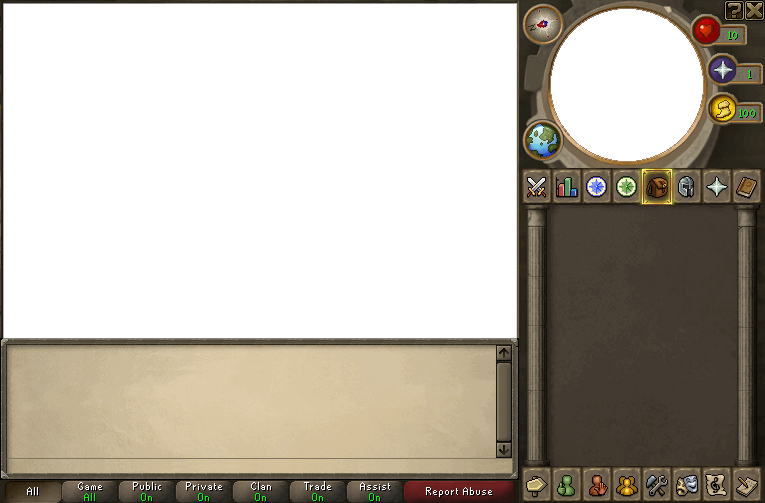 ?
10
1
100
All
Game
All
Public
On
Private
On
Clan
On
Trade
On
Assist
On
Report Abuse